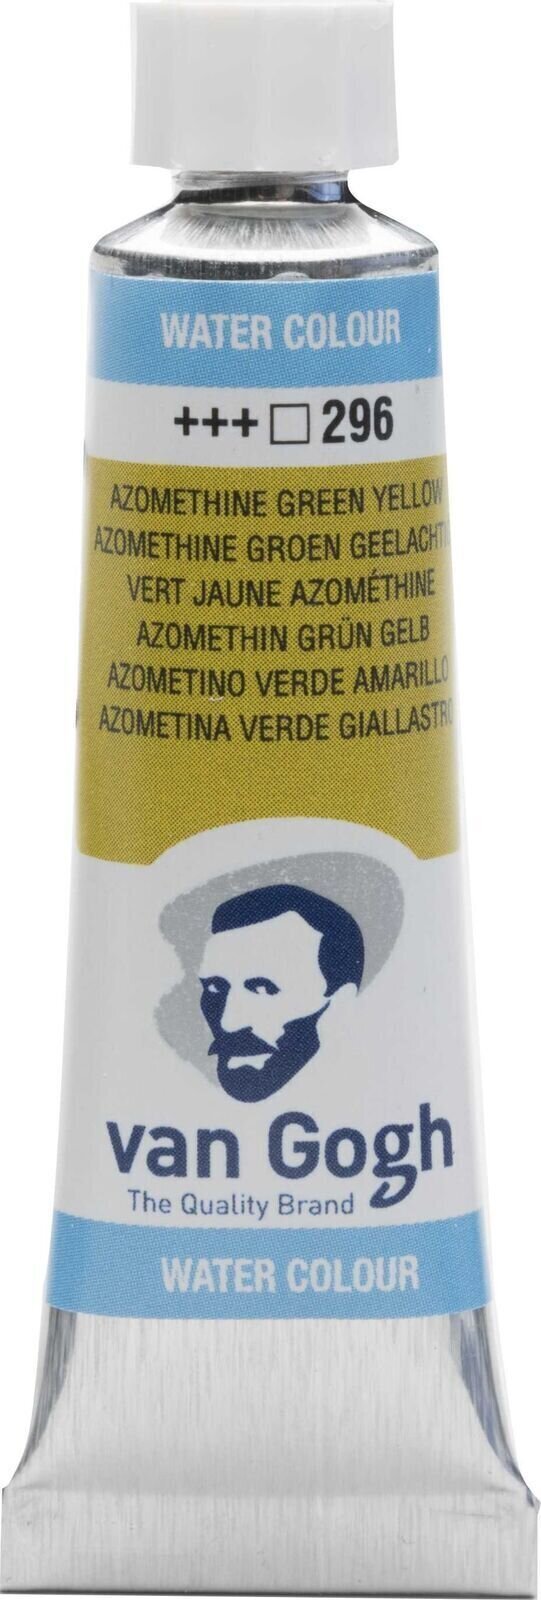 WATER COLOUR
+++ □ 296
AZOMETHINE GREEN YELLOW
AZOMETHINE GROEN
VERT JAUNE AZOMÉTHINE
AZOMETHIN GRÜN GELB
AZOMETINO VERDE AMARILLO
AZOMETINA VERDE GIALLASTRO
van Gogh
The Quality Brand
WATER COLOUR